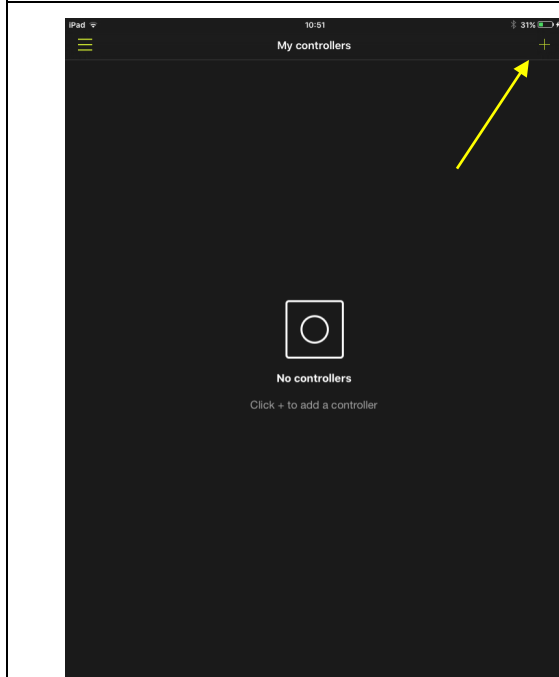 iPad 10:51 31%
My controllers +
No controllers
Click + to add a controller